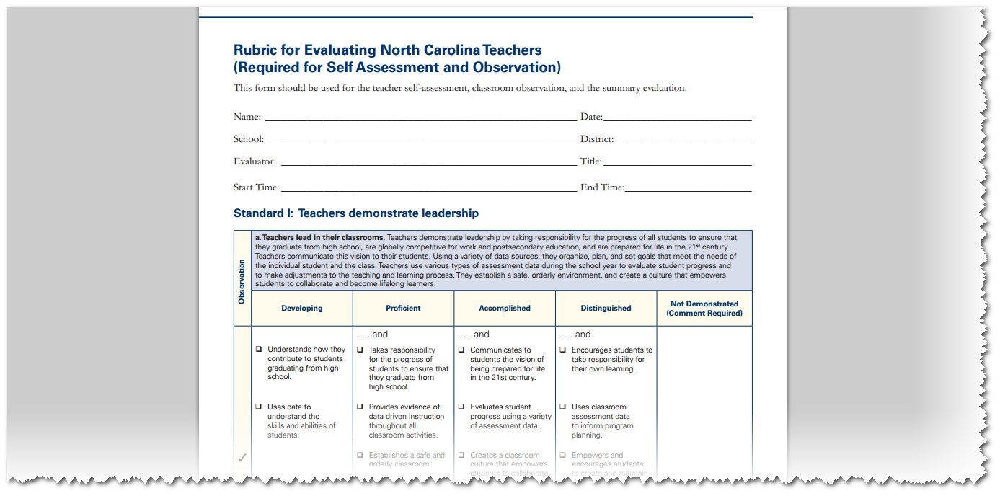 Rubric for Evaluating North Carolina Teachers
(Required for Self Assessment and Observation)
This form should be used for the teacher self-assessment, classroom observation, and the summary evaluation.
Name: Date:
School: District:
Evaluator: Title:
Start Time: End Time:
Standard I: Teachers demonstrate leadership
Observation
a. Teachers lead in their classrooms. Teachers demonstrate leadership by taking responsibility for the progress of all students to ensure that
they graduate from high school, are globally competitive for work and postsecondary education, and are prepared for life in the 21st century.
Teachers communicate this vision to their students. Using a variety of data sources, they organize, plan, and set goals that meet the needs of
the individual student and the class. Teachers use various types of assessment data during the school year to evaluate student progress and
to make adjustments to the teaching and learning process. They establish a safe, orderly environment, and create a culture that empowers
students to collaborate and become lifelong learners.
Developing
Proficient
Accomplished
Distinguished
Not Demonstrated
(Comment Required)
❑ Understands how they
contribute to students
graduating from high
school.
. . . and
❑ Takes responsibility
for the progress of
students to ensure that
they graduate from
high school.
. . . and
❑ Communicates to
students the vision of
being prepared for life
in the 21st century.
. . . and
❑ Encourages students to
take responsibility for
their own learning.
❑ Uses data to
understand the
skills and abilities of
students.
❑ Provides evidence of
data driven instruction
throughout all
classroom activities.
❑ Evaluates student
progress using a variety
of assessment data.
❑ Uses classroom
assessment data
to inform program
planning.
✓
❑ Establishes a safe and
orderly classroom.
❑ Creates a classroom
culture that empowers
students to collaborate
❑ Empowers and
encourages students
to create and maintain